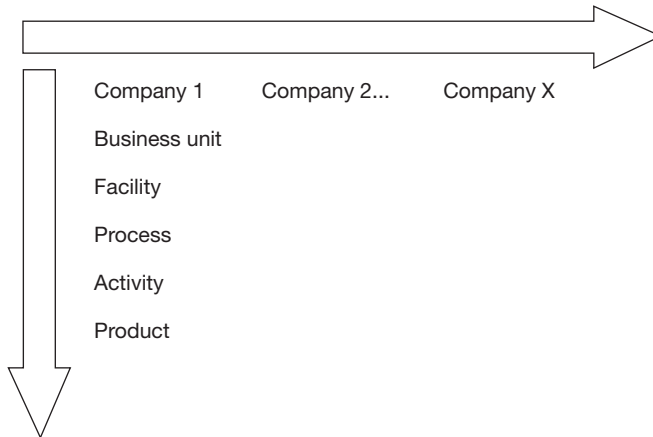 Company 1 Company 2... Company X
Business unit
Facility
Process
Activity
Product